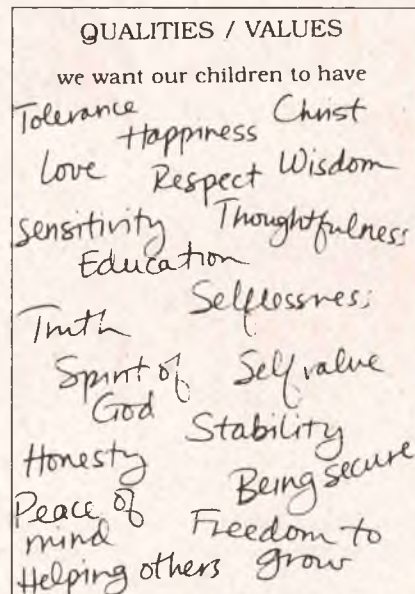 QUALITIES / VALUES
we want our children to have
Tolerance
Christ
Happiness
Love
Respect
Wisdom
Sensitivity
Thoughtfulness
Education
Selflessness
Truth
Spirit of
God
Self value
Stability
Honesty
Being secure
Peace of
mind
Freedom to
grow
Helping others